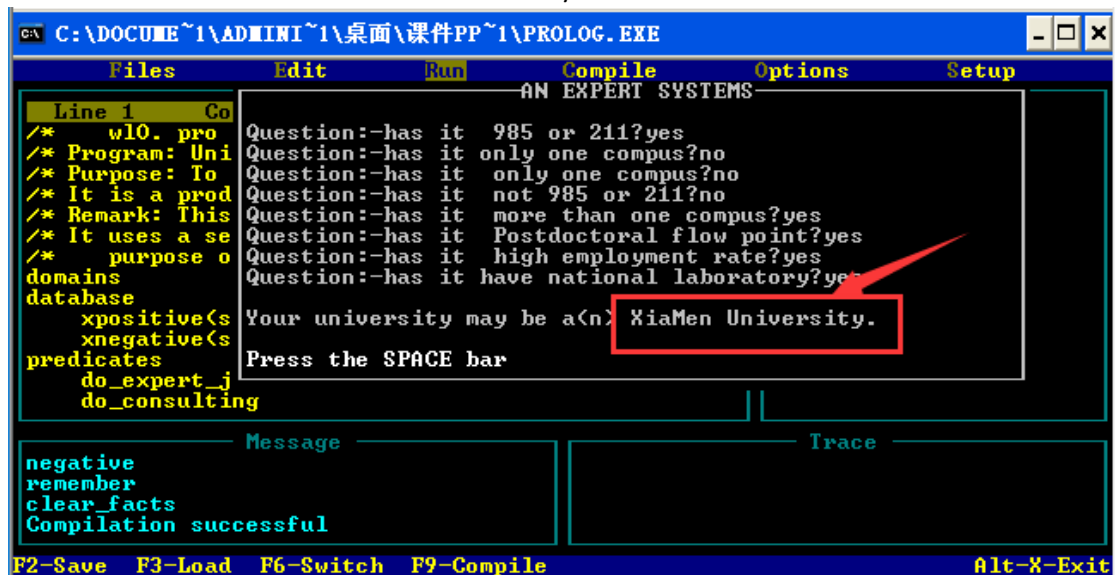 C:\DOCUME~1\ADMINI~1\桌面\课件PP~1\PROLOG.EXE
Files Edit Run Compile Options Setup
AN EXPERT SYSTEMS
Line 1 Co
/* wl0. pro
/* Program: Uni
/* Purpose: To
/* It is a prod
/* Remark: This
/* It uses a se
/* purpose o
domains
database
xpositive(s
xnegative(s
predicates
do_expert_j
do_consulting
Question:-has it 985 or 211?yes
Question:-has it only one compus?no
Question:-has it only one compus?no
Question:-has it not 985 or 211?no
Question:-has it more than one compus?yes
Question:-has it Postdoctoral flow point?yes
Question:-has it high employment rate?yes
Question:-has it have national laboratory?yes
Your university may be a(n) XiaMen University.
Press the SPACE bar
Message
negative
remember
clear_facts
Compilation successful
Trace
F2-Save F3-Load F6-Switch F9-Compile Alt-X-Exit